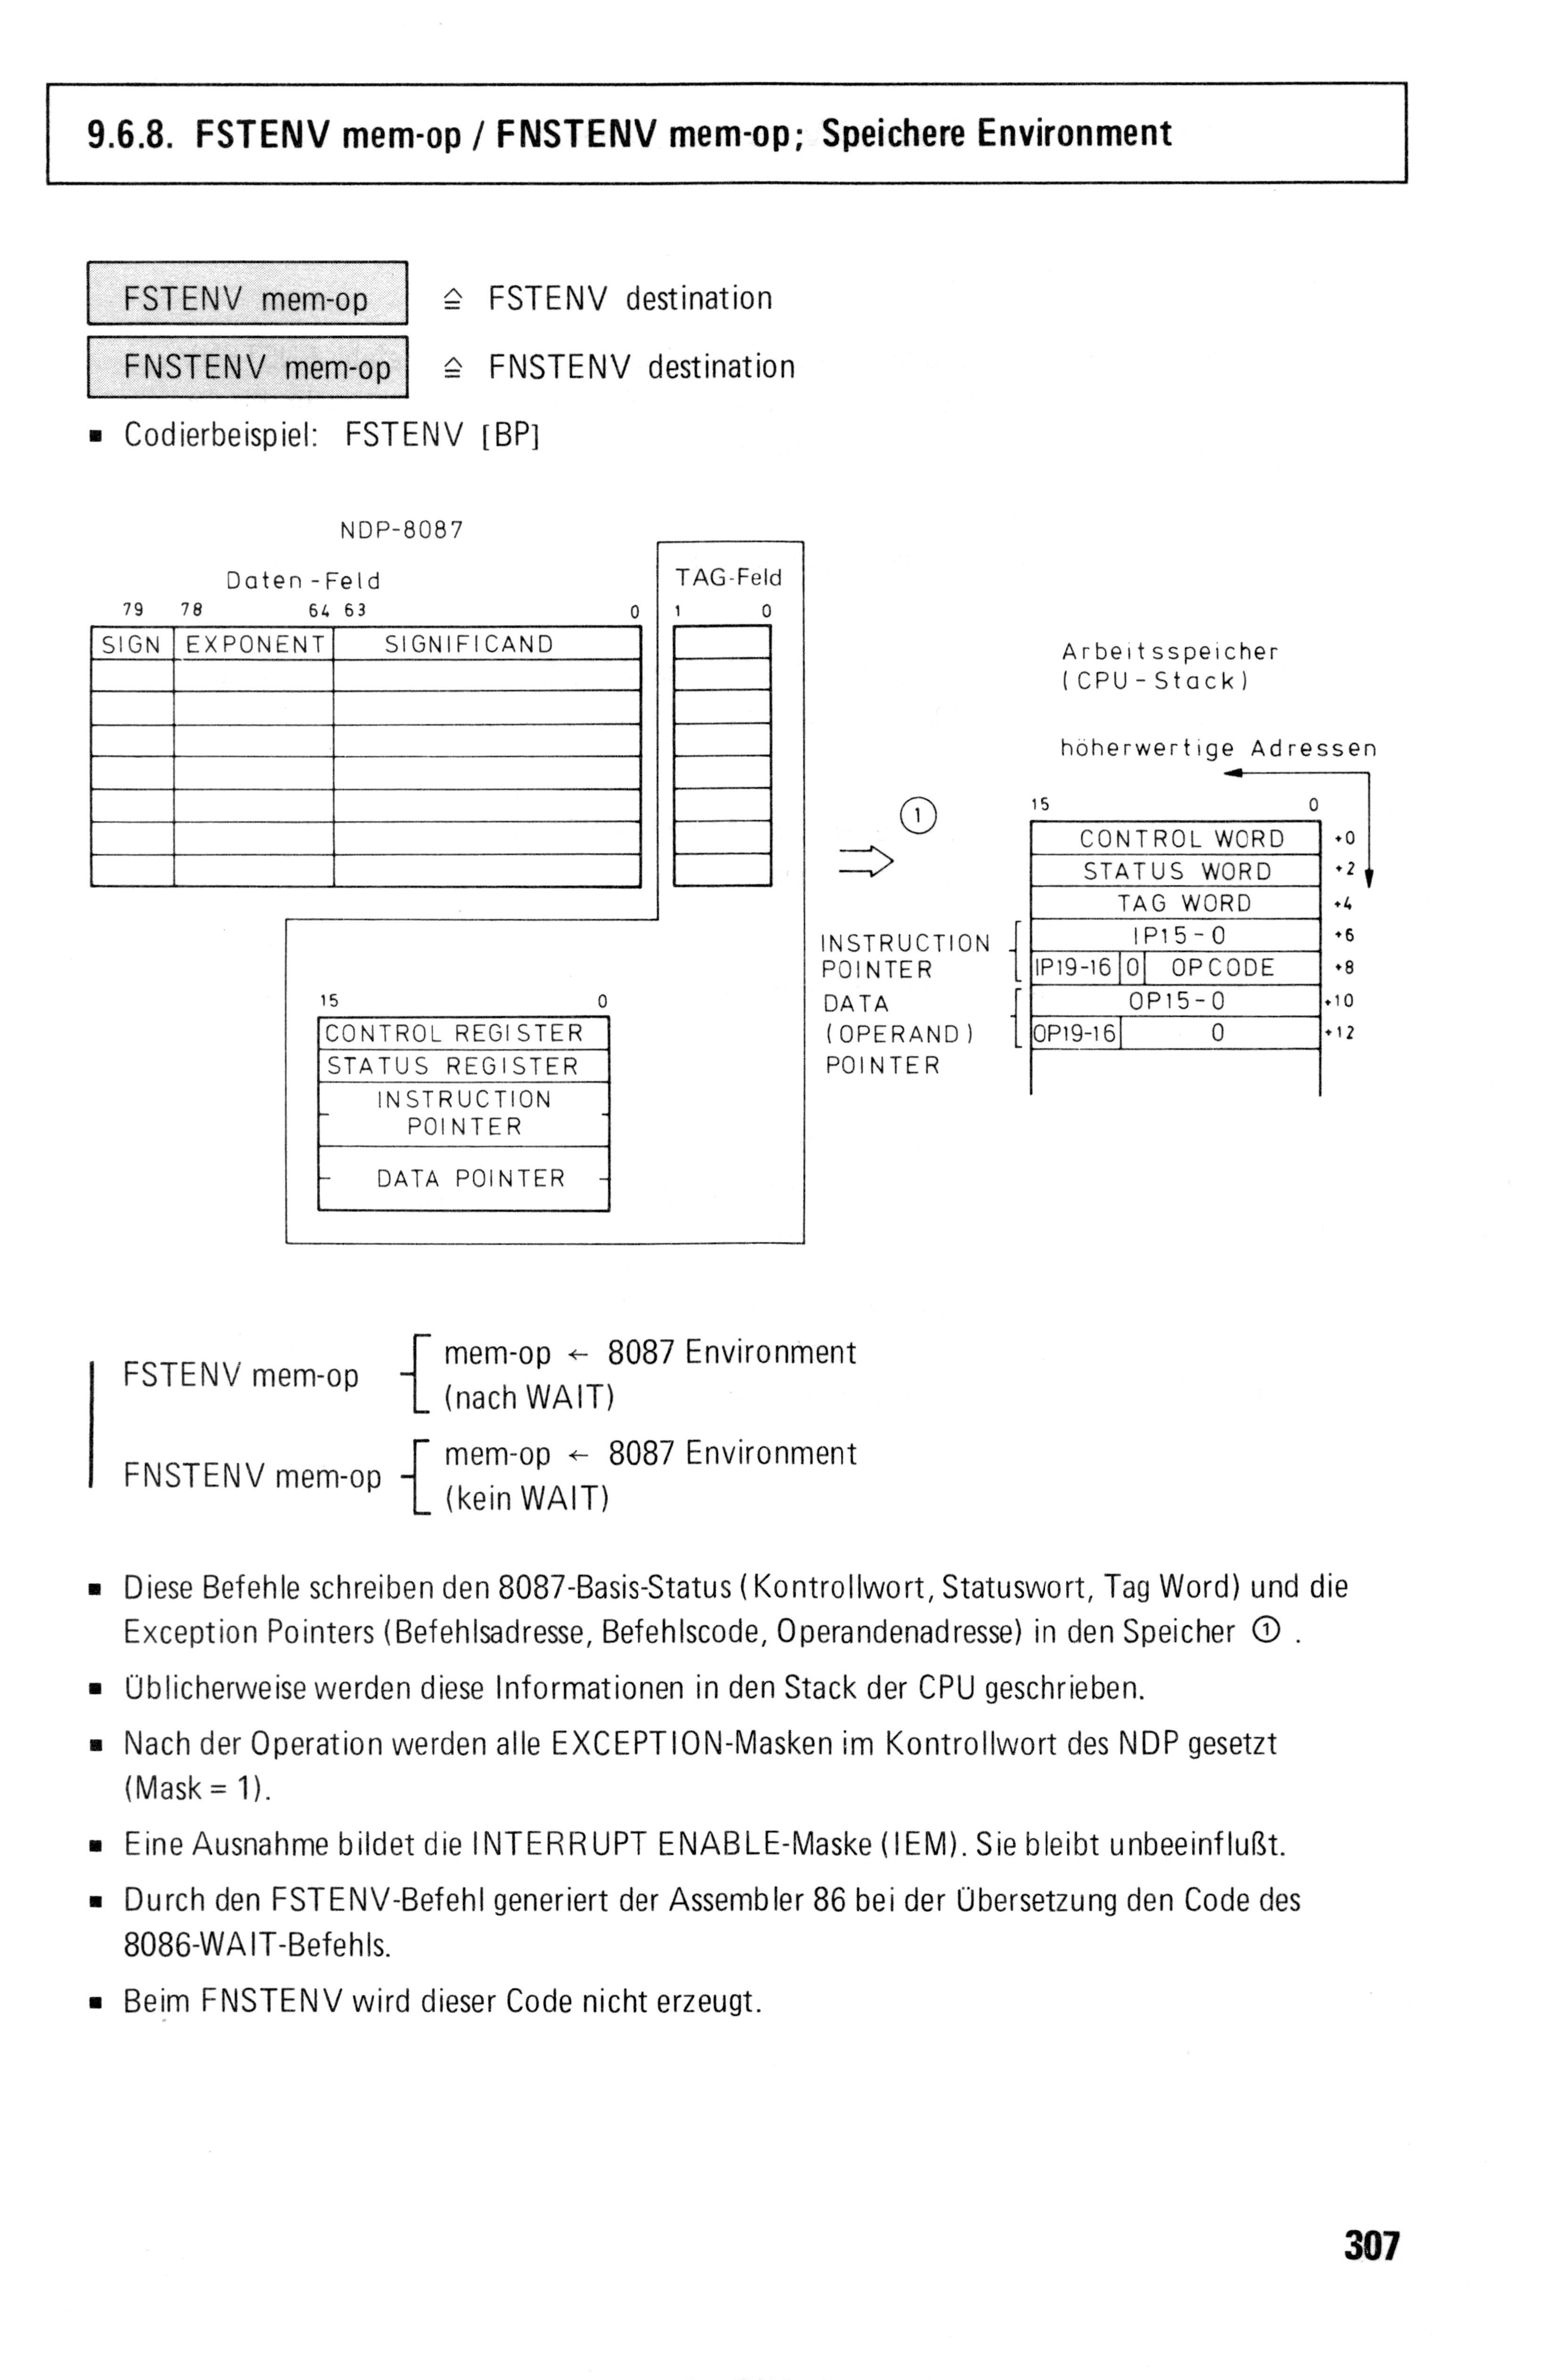 9.6.8. FSTENV mem-op / FNSTENV mem-op; Speichere Environment
FSTENV mem-op ≙ FSTENV destination
FNSTENV mem-op ≙ FNSTENV destination
▪ Codierbeispiel: FSTENV [BP]
NDP-8087
Daten-Feld
TAG-Feld
79 78 64 63 0
1 0
SIGN EXPONENT SIGNIFICAND
15 0
CONTROL REGISTER
STATUS REGISTER
INSTRUCTION
POINTER
DATA POINTER
①
Arbeitsspeicher
(CPU-Stack)
höherwertige Adressen
15 0
CONTROL WORD +0
STATUS WORD +2
TAG WORD +4
IP15-0 +6
IP19-16 0 OPCODE +8
OP15-0 +10
OP19-16 0 +12
INSTRUCTION
POINTER
DATA
(OPERAND)
POINTER
FSTENV mem-op
mem-op ← 8087 Environment
(nach WAIT)
FNSTENV mem-op
mem-op ← 8087 Environment
(kein WAIT)
▪ Diese Befehle schreiben den 8087-Basis-Status (Kontrollwort, Statuswort, Tag Word) und die
Exception Pointers (Befehlsadresse, Befehlscode, Operandenadresse) in den Speicher ① .
▪ Üblicherweise werden diese Informationen in den Stack der CPU geschrieben.
▪ Nach der Operation werden alle EXCEPTION-Masken im Kontrollwort des NDP gesetzt
(Mask = 1).
▪ Eine Ausnahme bildet die INTERRUPT ENABLE-Maske (IEM). Sie bleibt unbeeinflußt.
▪ Durch den FSTENV-Befehl generiert der Assembler 86 bei der Übersetzung den Code des
8086-WAIT-Befehls.
▪ Beim FNSTENV wird dieser Code nicht erzeugt.
307